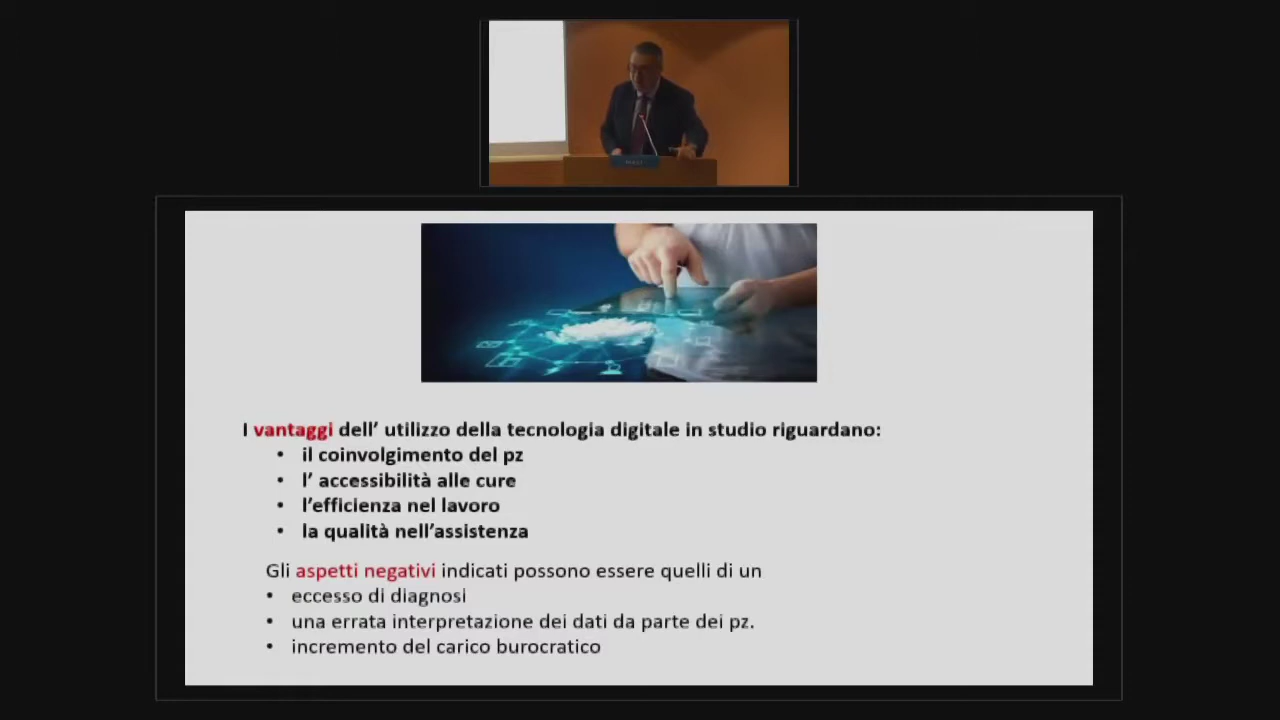 I vantaggi dell’ utilizzo della tecnologia digitale in studio riguardano:
• il coinvolgimento del pz
• l’ accessibilità alle cure
• l’efficienza nel lavoro
• la qualità nell’assistenza
Gli aspetti negativi indicati possono essere quelli di un
• eccesso di diagnosi
• una errata interpretazione dei dati da parte dei pz.
• incremento del carico burocratico